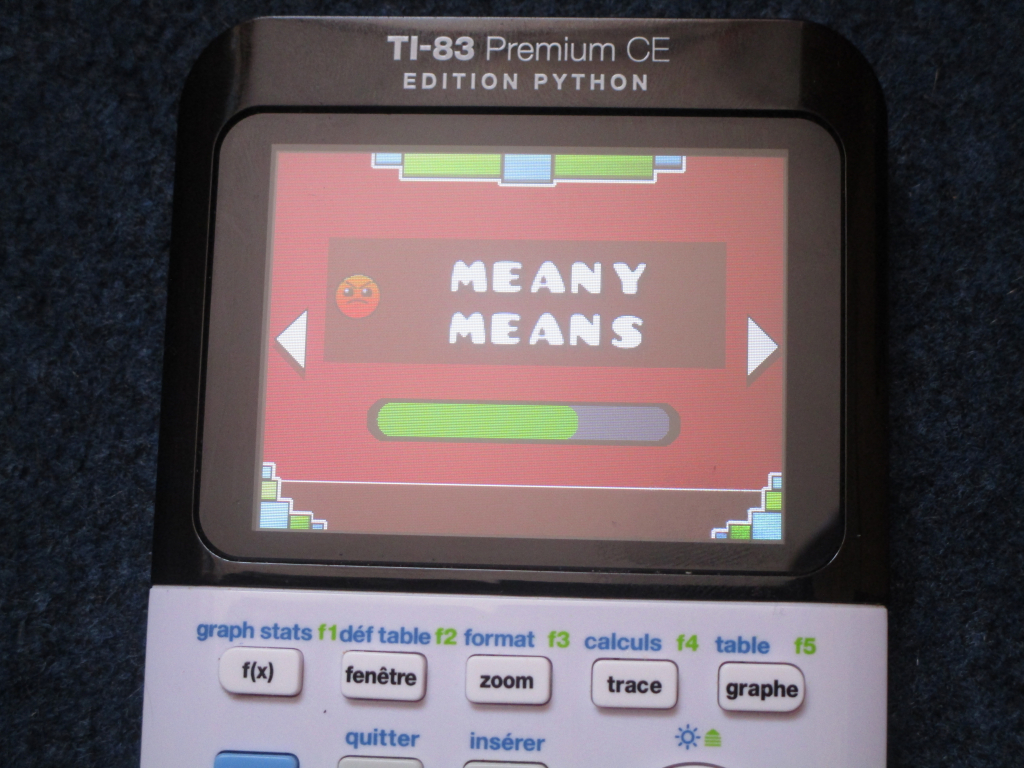 TI-83 Premium CE
EDITION PYTHON
MEANY
MEANS
graph stats f1 déf table f2 format f3 calculs f4 table f5
f(x) fenêtre zoom trace graphe
quitter insérer